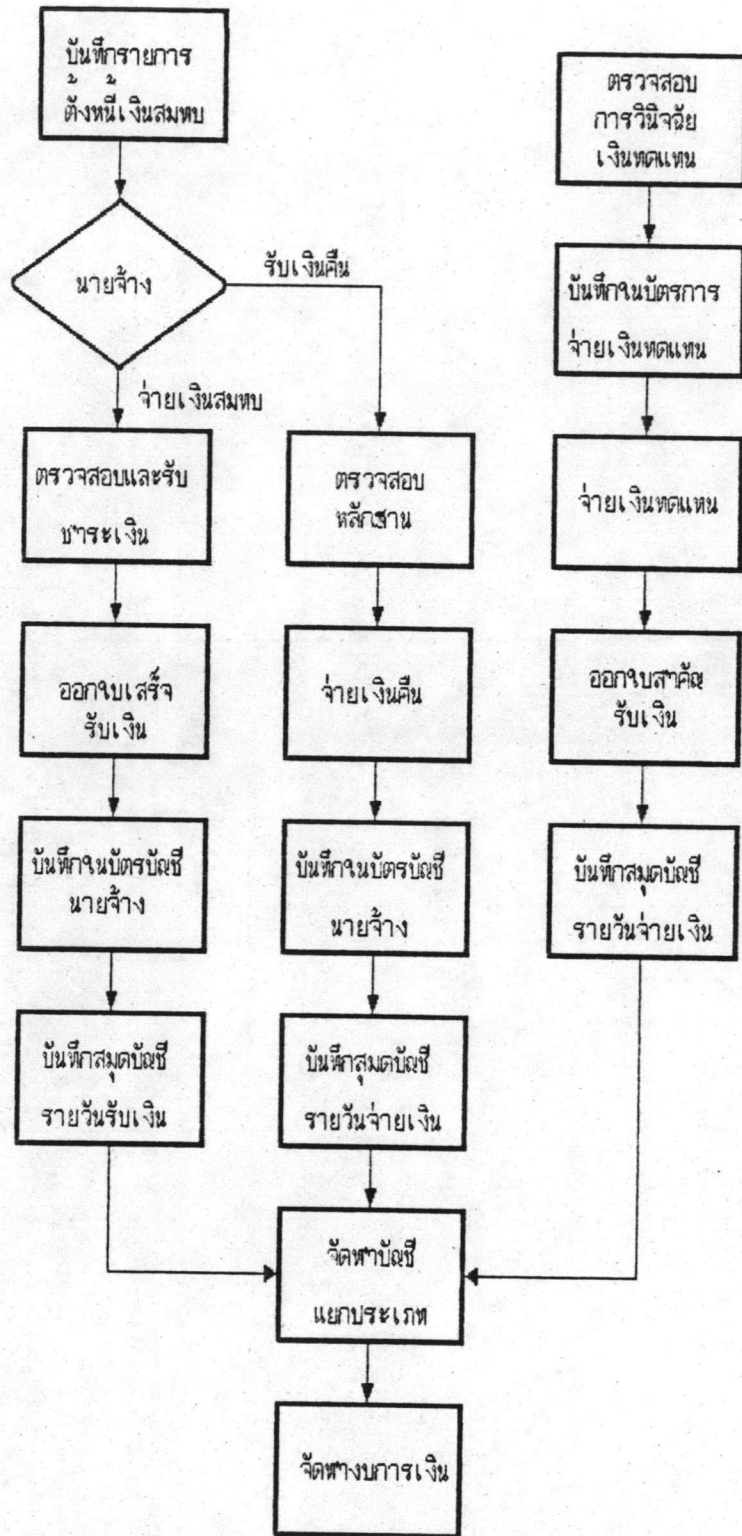 บันทึกรายการ
ตั้งหนี้เงินสมทบ
นายจ้าง
รับเงินคืน
จ่ายเงินสมทบ
ตรวจสอบและรับ
ชำระเงิน
ออกใบเสร็จ
รับเงิน
บันทึกในบัตรบัญชี
นายจ้าง
บันทึกสมุดบัญชี
รายวันรับเงิน
ตรวจสอบ
หลักฐาน
จ่ายเงินคืน
บันทึกในบัตรบัญชี
นายจ้าง
บันทึกสุมดบัญชี
รายวันจ่ายเงิน
ตรวจสอบ
การวินิจฉัย
เงินทดแทน
บันทึกในบัตรการ
จ่ายเงินทดแทน
จ่ายเงินทดแทน
ออกใบสำคัญ
รับเงิน
บันทึกสมุดบัญชี
รายวันจ่ายเงิน
จัดทำบัญชี
แยกประเภท
จัดทำงบการเงิน